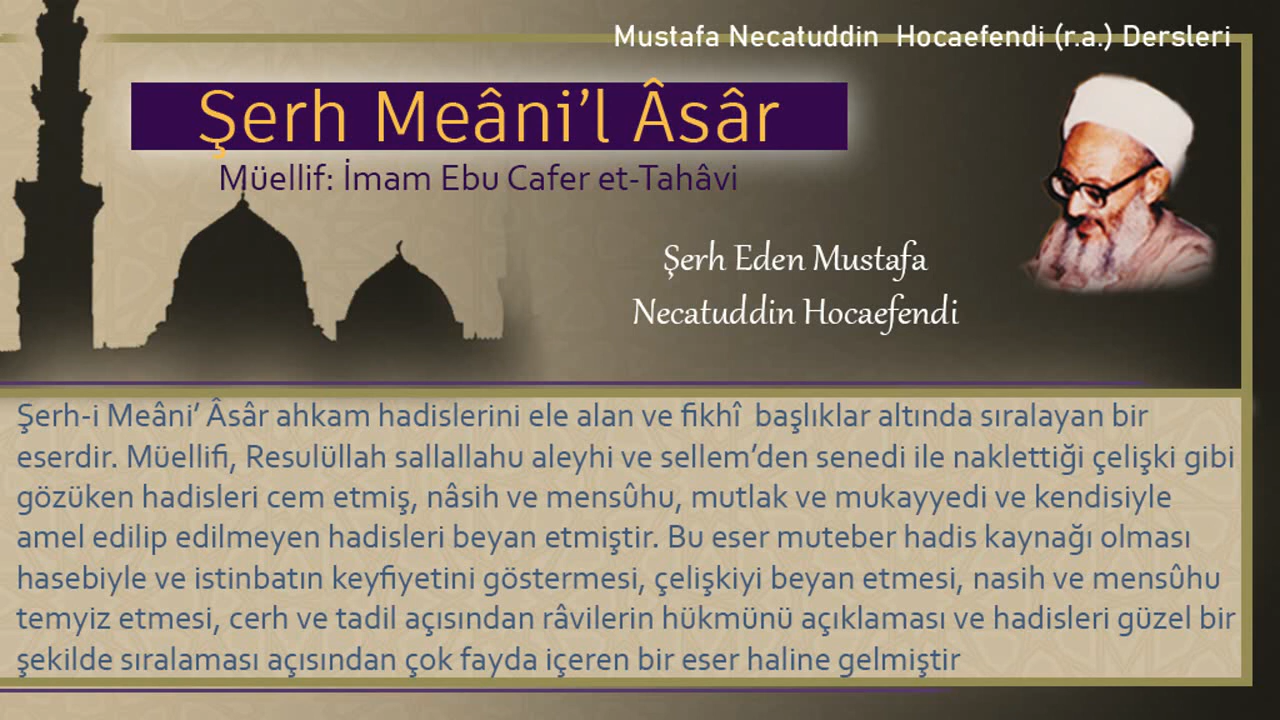 Mustafa Necatuddin Hocaefendi (r.a.) Dersleri
Şerh Meâni’l Âsâr
Müellif: İmam Ebu Cafer et-Tahâvi
Şerh Eden Mustafa
Necatuddin Hocaefendi
Şerh-i Meâni’ Âsâr ahkam hadislerini ele alan ve fikhî başlıklar altında sıralayan bir
eserdir. Müellifi, Resulüllah sallallahu aleyhi ve sellem’den senedi ile naklettiği çelişki gibi
gözüken hadisleri cem etmiş, nâsih ve mensûhu, mutlak ve mukayyedi ve kendisiyle
amel edilip edilmeyen hadisleri beyan etmiştir. Bu eser muteber hadis kaynağı olması
hasebiyle ve istinbatın keyfiyetini göstermesi, çelişkiyi beyan etmesi, nasih ve mensûhu
temyiz etmesi, cerh ve tadil açısından râvilerin hükmünü açıklaması ve hadisleri güzel bir
şekilde sıralaması açısından çok fayda içeren bir eser haline gelmiştir